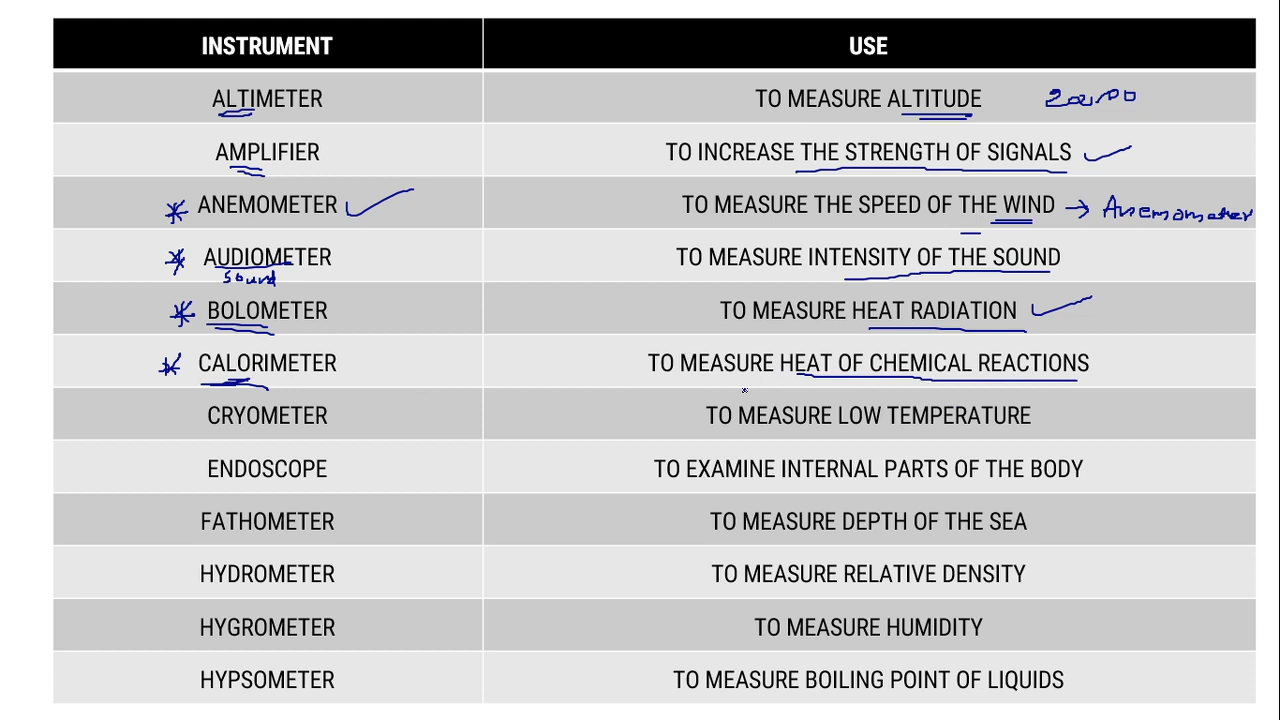 INSTRUMENT USE
ALTIMETER TO MEASURE ALTITUDE
AMPLIFIER TO INCREASE THE STRENGTH OF SIGNALS
ANEMOMETER TO MEASURE THE SPEED OF THE WIND → Anemometer
AUDIOMETER TO MEASURE INTENSITY OF THE SOUND
Sound
BOLOMETER TO MEASURE HEAT RADIATION
CALORIMETER TO MEASURE HEAT OF CHEMICAL REACTIONS
CRYOMETER TO MEASURE LOW TEMPERATURE
ENDOSCOPE TO EXAMINE INTERNAL PARTS OF THE BODY
FATHOMETER TO MEASURE DEPTH OF THE SEA
HYDROMETER TO MEASURE RELATIVE DENSITY
HYGROMETER TO MEASURE HUMIDITY
HYPSOMETER TO MEASURE BOILING POINT OF LIQUIDS